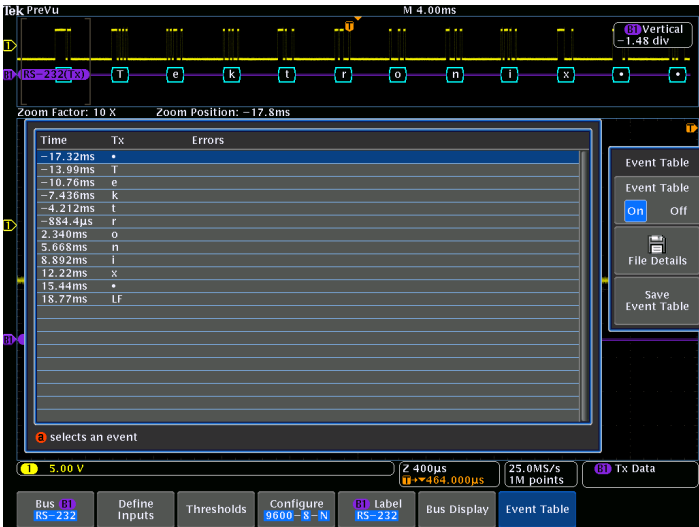 Tek PreVu M 4.00ms
B1 Vertical
−1.48 div
1
B1 RS−232(Tx) T e k t r o n i x • •
Zoom Factor: 10 X Zoom Position: −17.8ms
Time Tx Errors
−17.32ms •
−13.99ms T
−10.76ms e
−7.436ms k
−4.212ms t
−884.4µs r
2.340ms o
5.668ms n
8.892ms i
12.22ms x
15.44ms •
18.77ms LF
a selects an event
T
1
B1
Event Table
Event Table
On Off
File Details
Save
Event Table
1 5.00 V
Z 400µs
T→▾464.000µs
25.0MS/s
1M points
B1 Tx Data
Bus B1
RS−232
Define
Inputs
Thresholds
Configure
9600−8−N
B1 Label
RS−232
Bus Display
Event Table